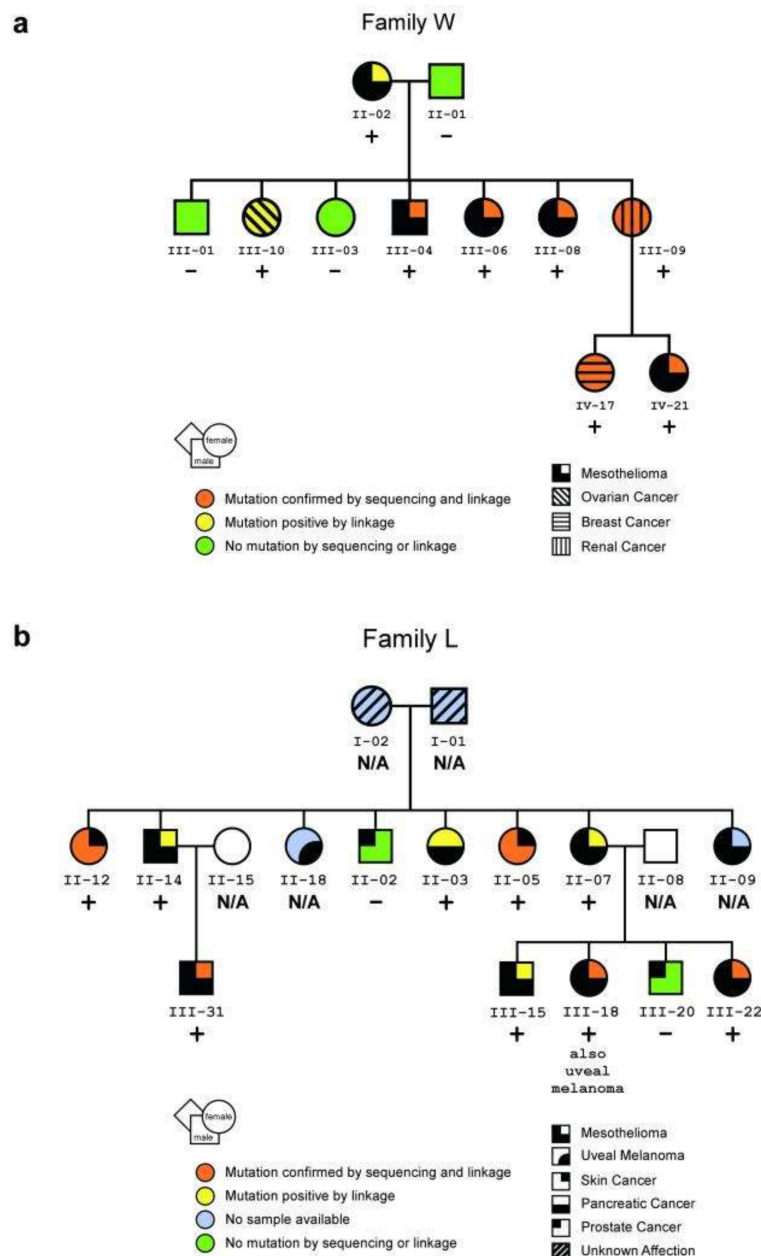 a
Family W
II-02 II-01
+ −
III-01 III-10 III-03 III-04 III-06 III-08 III-09
− + − + + + +
IV-17 IV-21
+ +
female
male
Mutation confirmed by sequencing and linkage
Mutation positive by linkage
No mutation by sequencing or linkage
Mesothelioma
Ovarian Cancer
Breast Cancer
Renal Cancer
b
Family L
I-02 I-01
N/A N/A
II-12 II-14 II-15 II-18 II-02 II-03 II-05 II-07 II-08 II-09
+ + N/A N/A − + + + N/A N/A
III-31 III-15 III-18 III-20 III-22
+ + + − +
also
uveal
melanoma
female
male
Mutation confirmed by sequencing and linkage
Mutation positive by linkage
No sample available
No mutation by sequencing or linkage
Mesothelioma
Uveal Melanoma
Skin Cancer
Pancreatic Cancer
Prostate Cancer
Unknown Affection